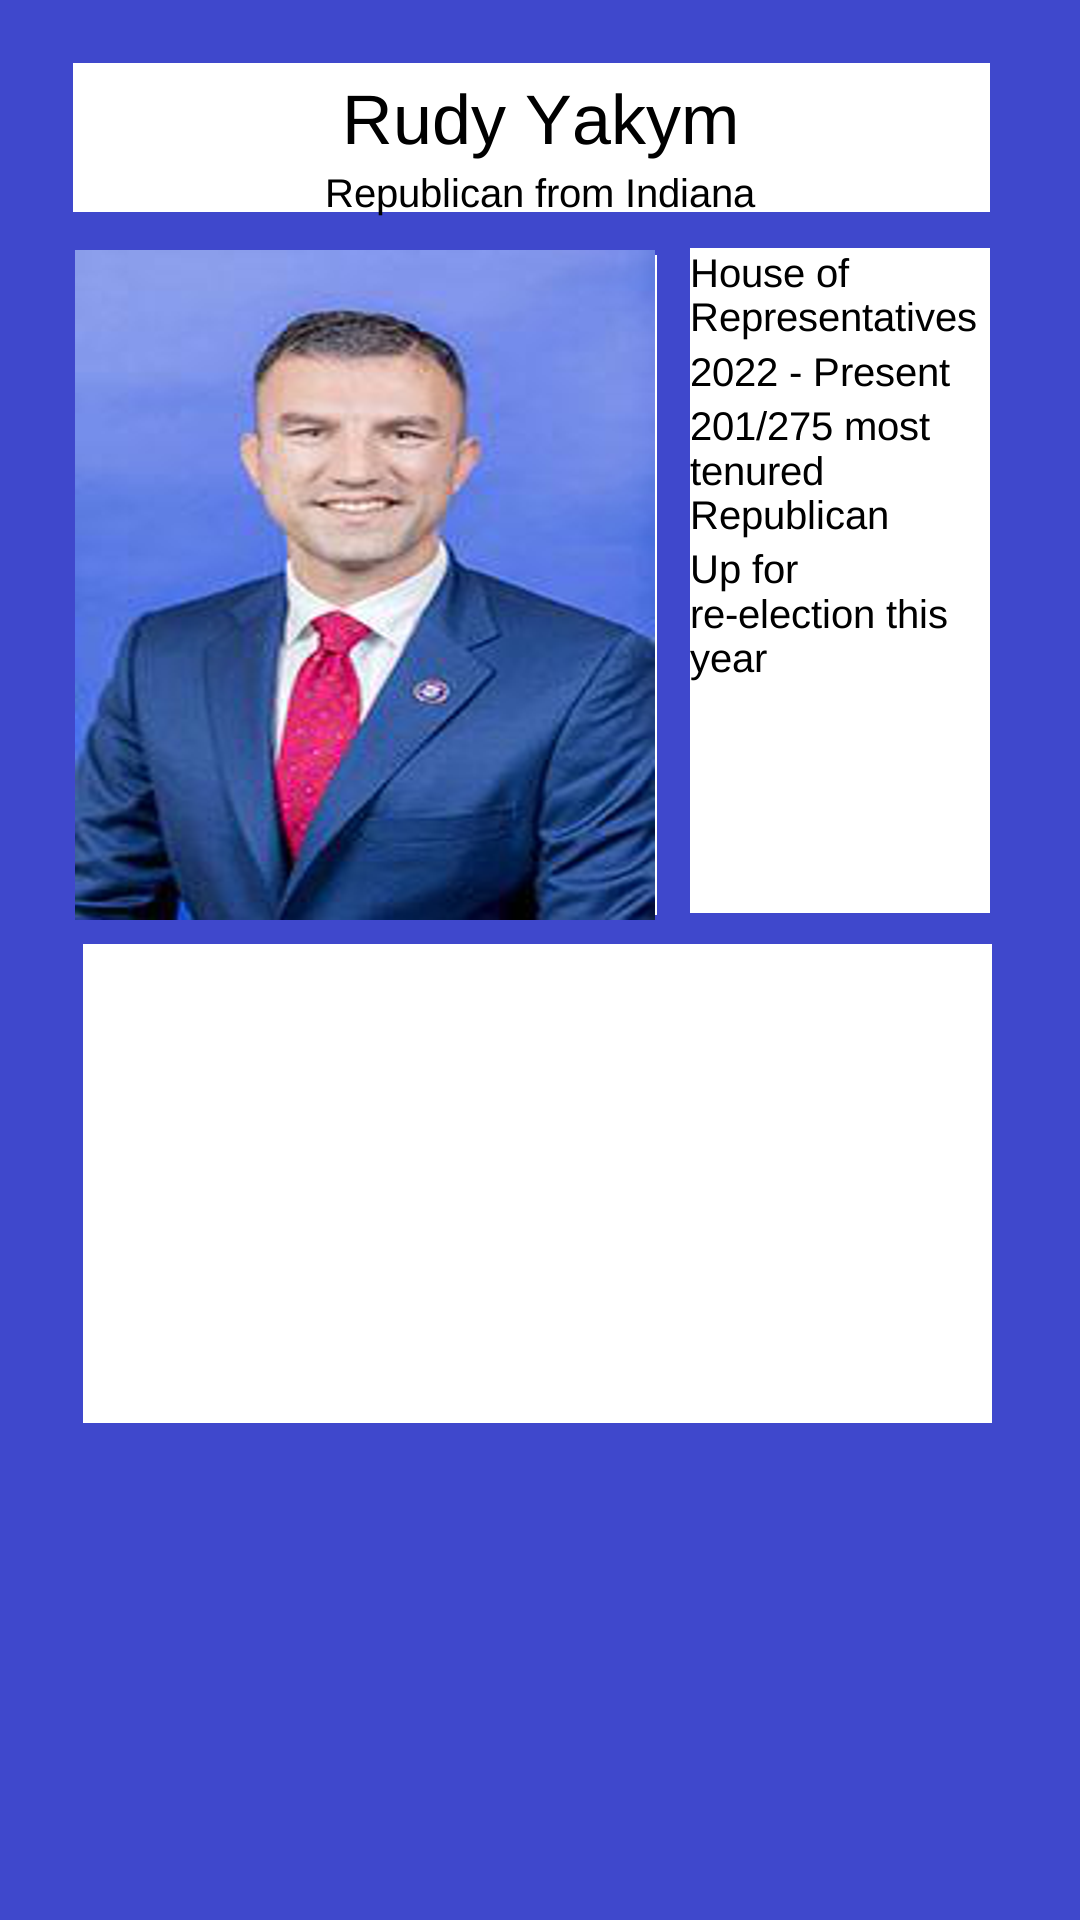 Rudy Yakym
Republican from Indiana
House of
Representatives
2022 - Present
201/275 most
tenured
Republican
Up for
re-election this
year